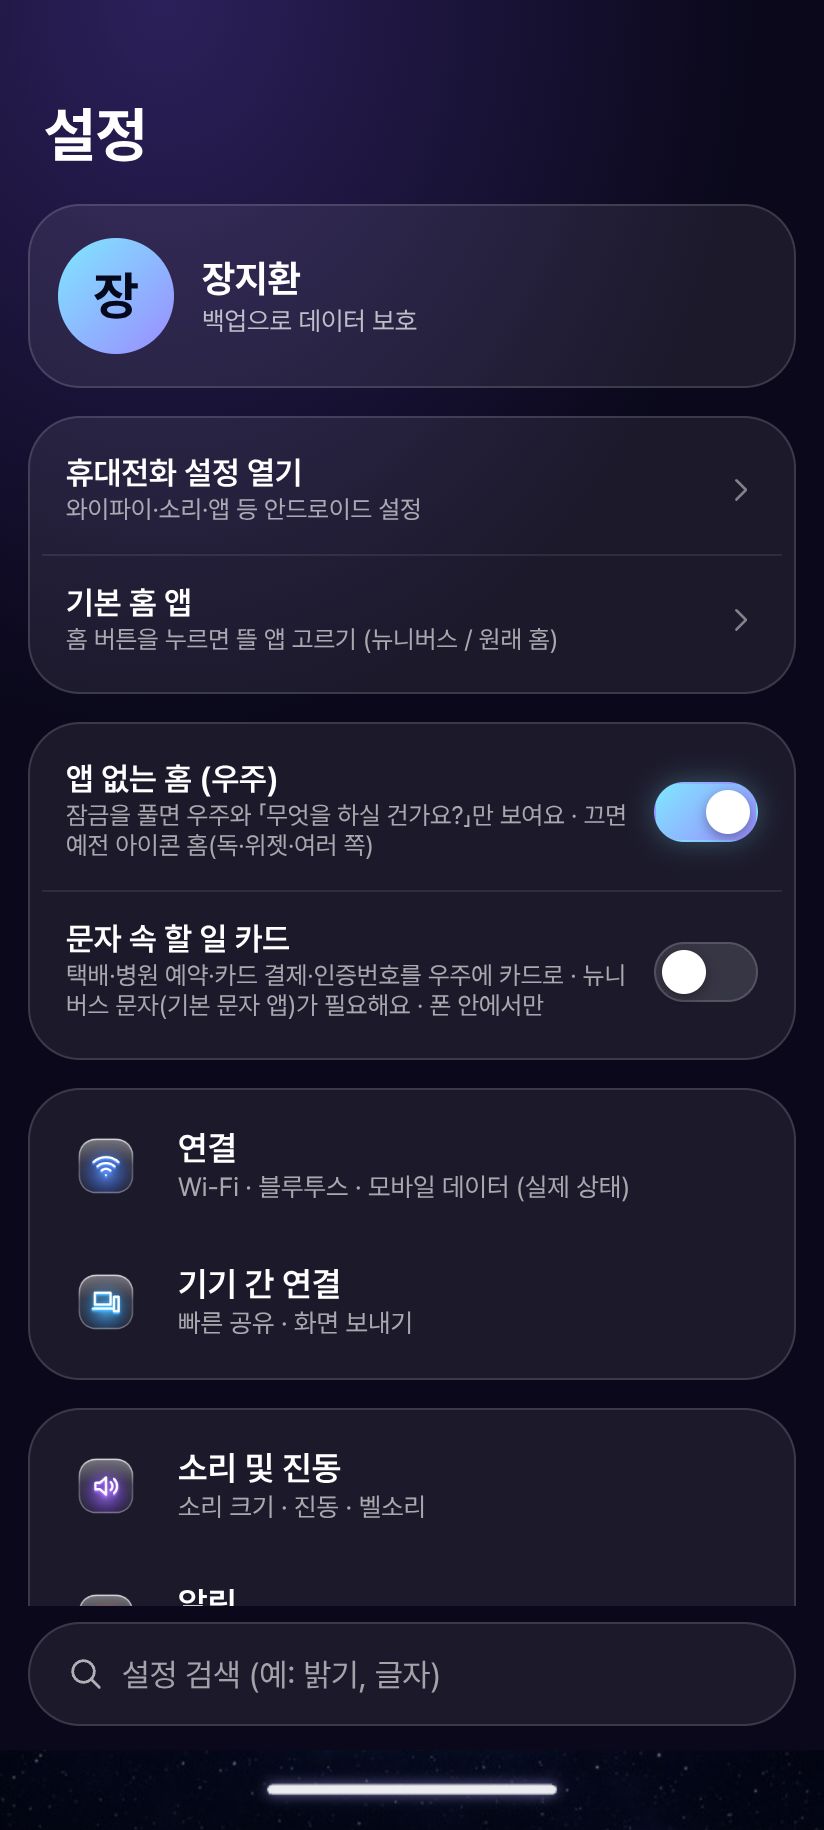 설정
장
장지환
백업으로 데이터 보호
휴대전화 설정 열기
와이파이·소리·앱 등 안드로이드 설정
기본 홈 앱
홈 버튼을 누르면 뜰 앱 고르기 (뉴니버스 / 원래 홈)
앱 없는 홈 (우주)
잠금을 풀면 우주와 「무엇을 하실 건가요?」만 보여요 · 끄면
예전 아이콘 홈(독·위젯·여러 쪽)
문자 속 할 일 카드
택배·병원 예약·카드 결제·인증번호를 우주에 카드로 · 뉴니
버스 문자(기본 문자 앱)가 필요해요 · 폰 안에서만
연결
Wi-Fi · 블루투스 · 모바일 데이터 (실제 상태)
기기 간 연결
빠른 공유 · 화면 보내기
소리 및 진동
소리 크기 · 진동 · 벨소리
설정 검색 (예: 밝기, 글자)